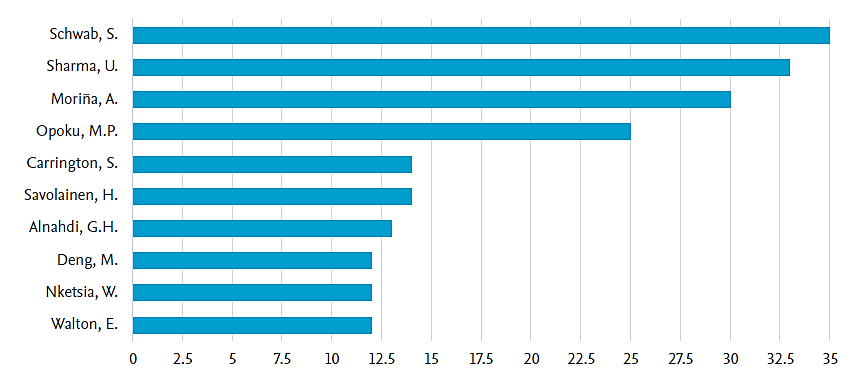 Schwab, S.
Sharma, U.
Moriña, A.
Opoku, M.P.
Carrington, S.
Savolainen, H.
Alnahdi, G.H.
Deng, M.
Nketsia, W.
Walton, E.
0 2.5 5 7.5 10 12.5 15 17.5 20 22.5 25 27.5 30 32.5 35